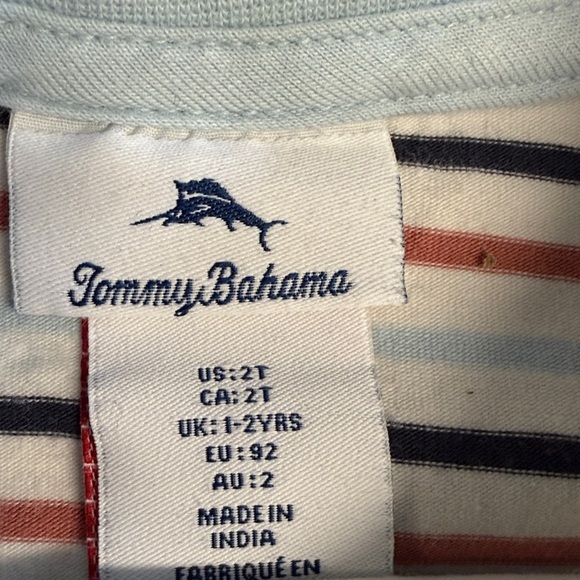 Tommy Bahama
US:2T
CA:2T
UK:1-2YRS
EU:92
AU:2
MADE IN
INDIA
FABRIQUÉ EN